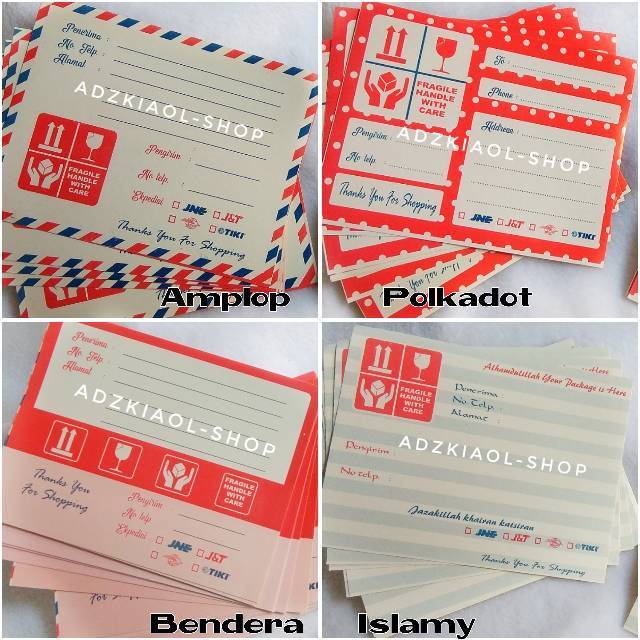 Penerima :
No. Telp :
Alamat :
ADZKIAOL-SHOP
FRAGILE
HANDLE
WITH
CARE
Pengirim :
No telp :
Expedisi
JNE
J&T
TIKI
Thanks You For Shopping
Amplop
FRAGILE
HANDLE
WITH
CARE
To :
Phone :
Address :
ADZKIAOL-SHOP
Pengirim :
No telp.
Thanks You For Shopping
JNE
J&T
TIKI
Polkadot
Penerima :
No Telp :
Alamat
ADZKIAOL-SHOP
FRAGILE
HANDLE
WITH
CARE
Thanks You
For Shopping
Pengirim :
No telp
Expedisi
JNE
J&T
TIKI
Bendera
Here
Alhamdulillah Your Package is Here
FRAGILE
HANDLE
WITH
CARE
Penerima
No Telp. :
Alamat :
ADZKIAOL-SHOP
Pengirim :
No telp. :
Jazakillah khairan katsiran
JNE
J&T
TIKI
Thanks You For Shopping
Islamy